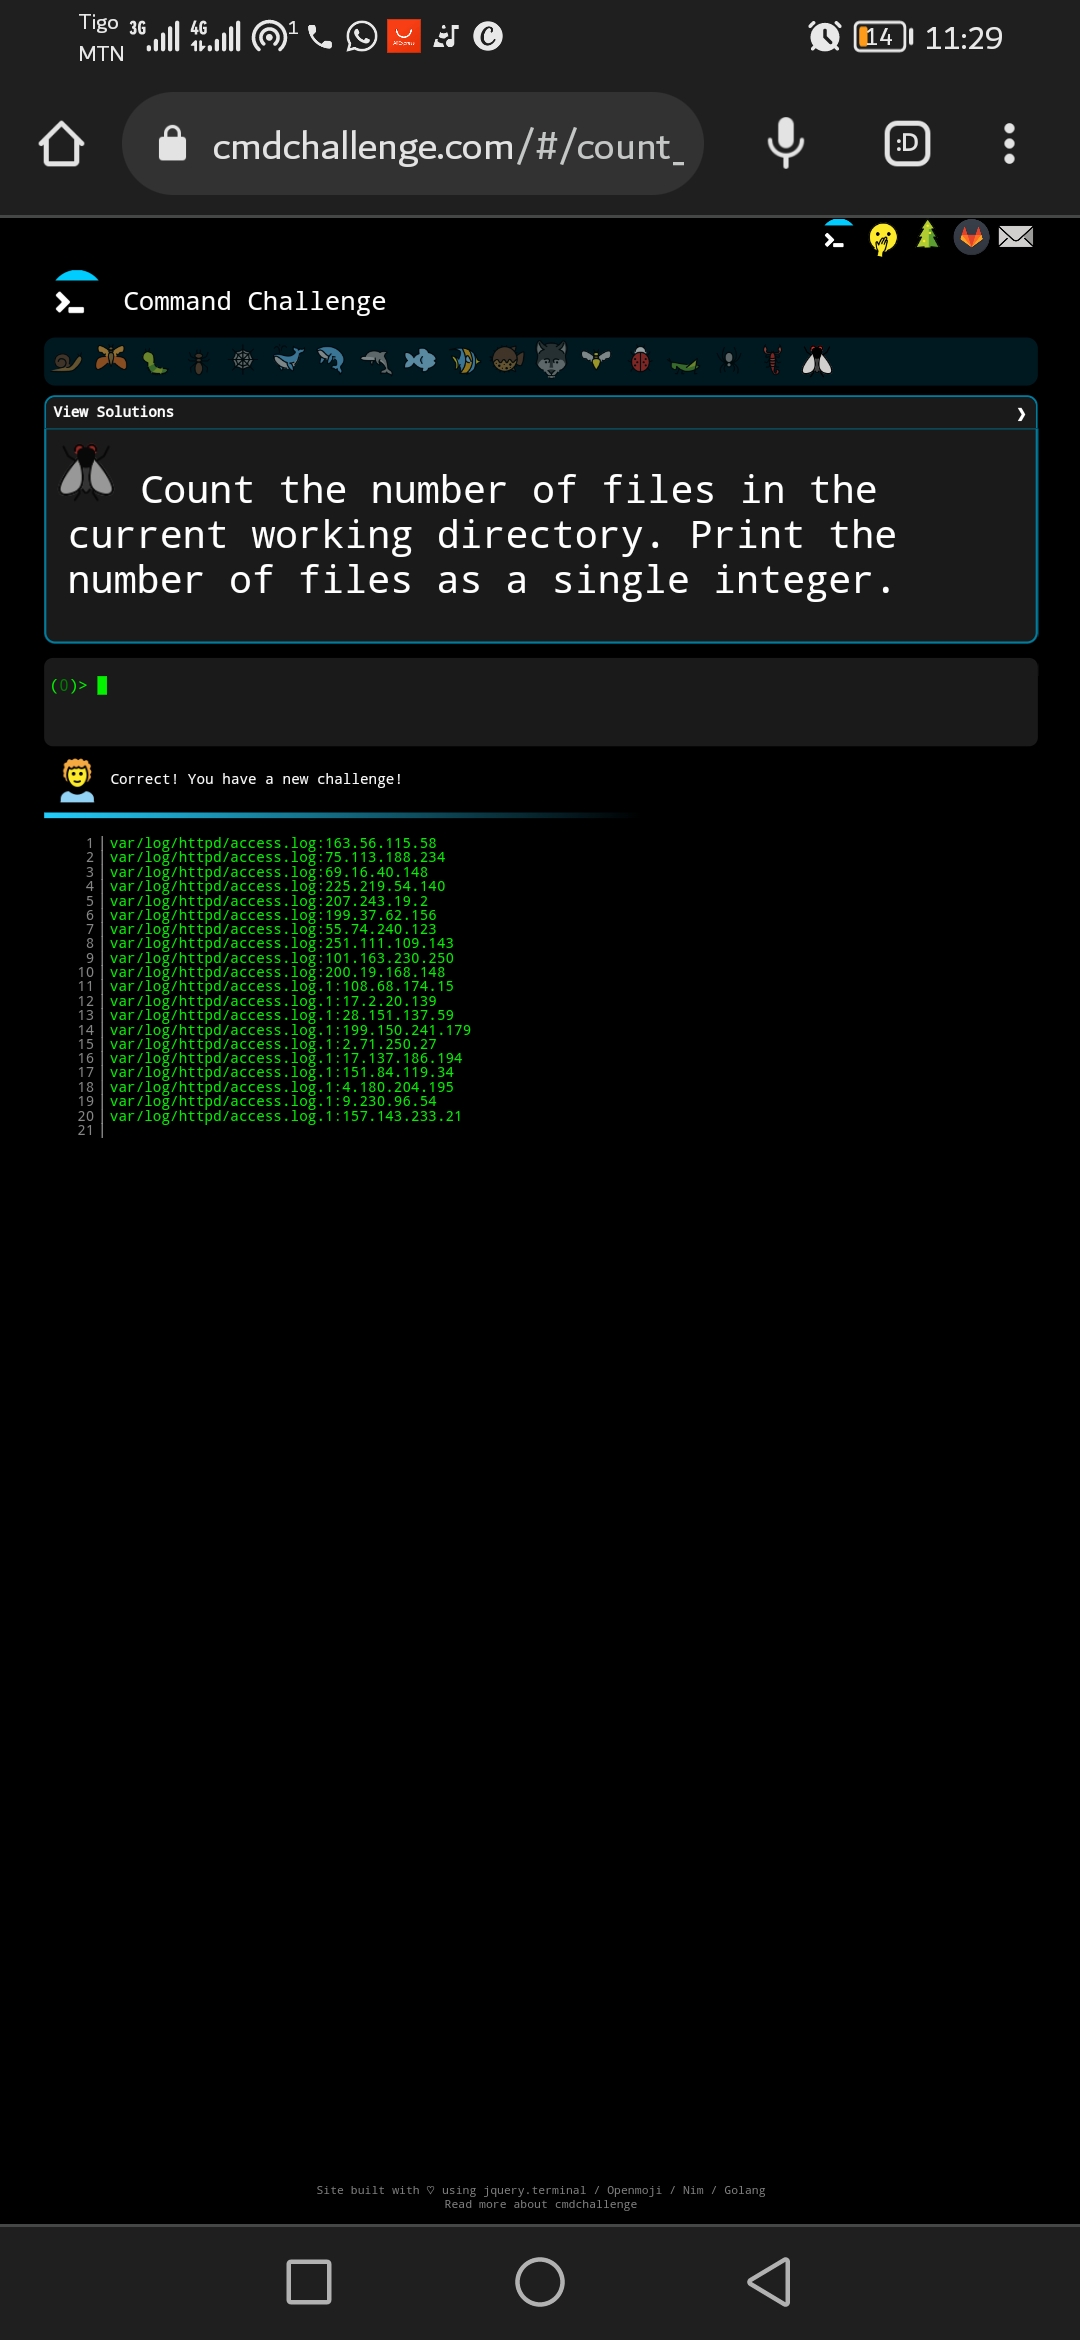 Tigo 3G 4G 1 14 11:29
MTN
cmdchallenge.com/#/count_ :D
Command Challenge
View Solutions
Count the number of files in the
current working directory. Print the
number of files as a single integer.
(0)>
Correct! You have a new challenge!
1 var/log/httpd/access.log:163.56.115.58
2 var/log/httpd/access.log:75.113.188.234
3 var/log/httpd/access.log:69.16.40.148
4 var/log/httpd/access.log:225.219.54.140
5 var/log/httpd/access.log:207.243.19.2
6 var/log/httpd/access.log:199.37.62.156
7 var/log/httpd/access.log:55.74.240.123
8 var/log/httpd/access.log:251.111.109.143
9 var/log/httpd/access.log:101.163.230.250
10 var/log/httpd/access.log:200.19.168.148
11 var/log/httpd/access.log.1:108.68.174.15
12 var/log/httpd/access.log.1:17.2.20.139
13 var/log/httpd/access.log.1:28.151.137.59
14 var/log/httpd/access.log.1:199.150.241.179
15 var/log/httpd/access.log.1:2.71.250.27
16 var/log/httpd/access.log.1:17.137.186.194
17 var/log/httpd/access.log.1:151.84.119.34
18 var/log/httpd/access.log.1:4.180.204.195
19 var/log/httpd/access.log.1:9.230.96.54
20 var/log/httpd/access.log.1:157.143.233.21
21
Site built with ♡ using jquery.terminal / Openmoji / Nim / Golang
Read more about cmdchallenge